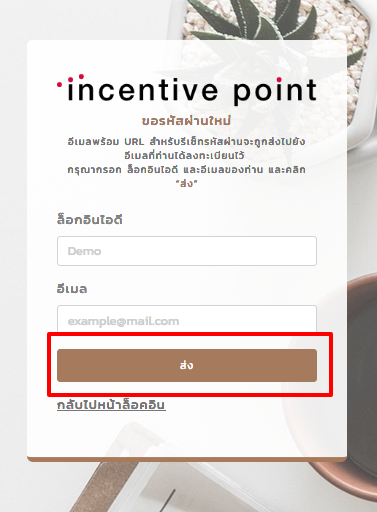 incentive point
ขอรหัสผ่านใหม่
อีเมลพร้อม URL สำหรับรีเซ็ทรหัสผ่านจะถูกส่งไปยัง
อีเมลที่ท่านได้ลงทะเบียนไว้
กรุณากรอก ล็อกอินไอดี และอีเมลของท่าน และคลิก
"ส่ง"
ล็อกอินไอดี
Demo
อีเมล
example@mail.com
ส่ง
กลับไปหน้าล็อคอิน